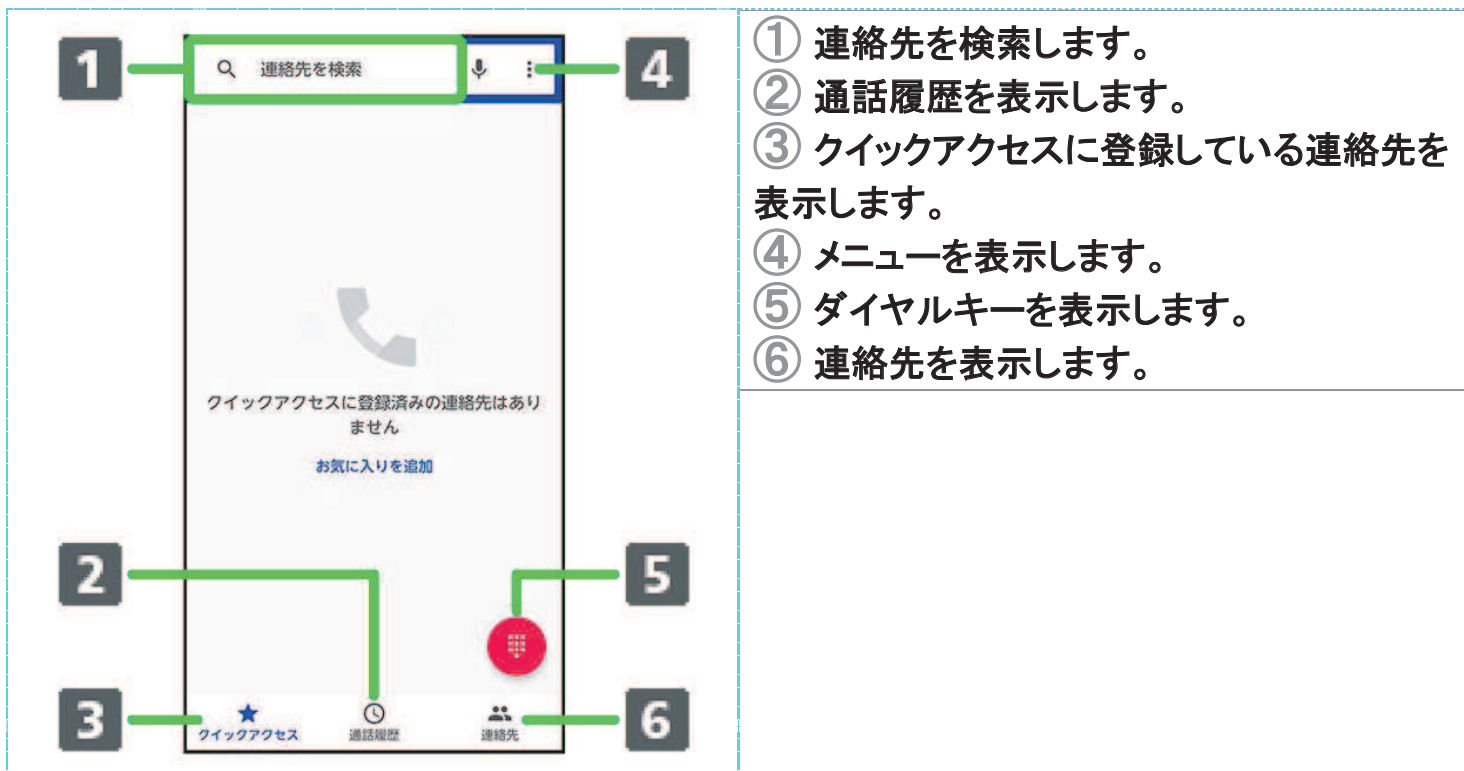 1
連絡先を検索
4
クイックアクセスに登録済みの連絡先はあり
ません
お気に入りを追加
2
5
3
クイックアクセス
通話履歴
連絡先
6
① 連絡先を検索します。
② 通話履歴を表示します。
③ クイックアクセスに登録している連絡先を
表示します。
④ メニューを表示します。
⑤ ダイヤルキーを表示します。
⑥ 連絡先を表示します。